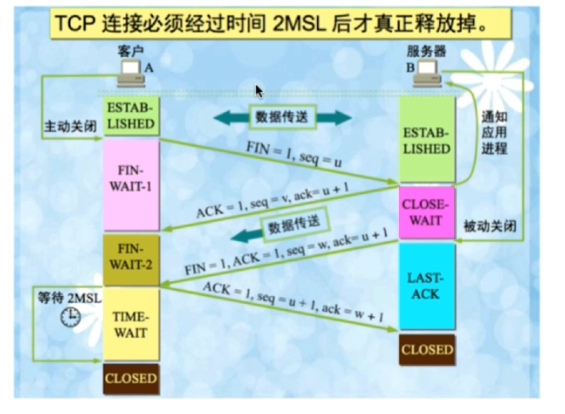 TCP 连接必须经过时间 2MSL 后才真正释放掉。
客户
A
服务器
B
ESTAB-
LISHED
主动关闭
数据传送
ESTAB-
LISHED
通知
应用
进程
FIN = 1, seq = u
FIN-
WAIT-1
ACK = 1, seq = v, ack= u + 1
CLOSE-
WAIT
被动关闭
数据传送
FIN-
WAIT-2
FIN = 1, ACK = 1, seq = w, ack= u + 1
LAST-
ACK
等待 2MSL
TIME-
WAIT
ACK = 1, seq = u + 1, ack = w + 1
CLOSED
CLOSED